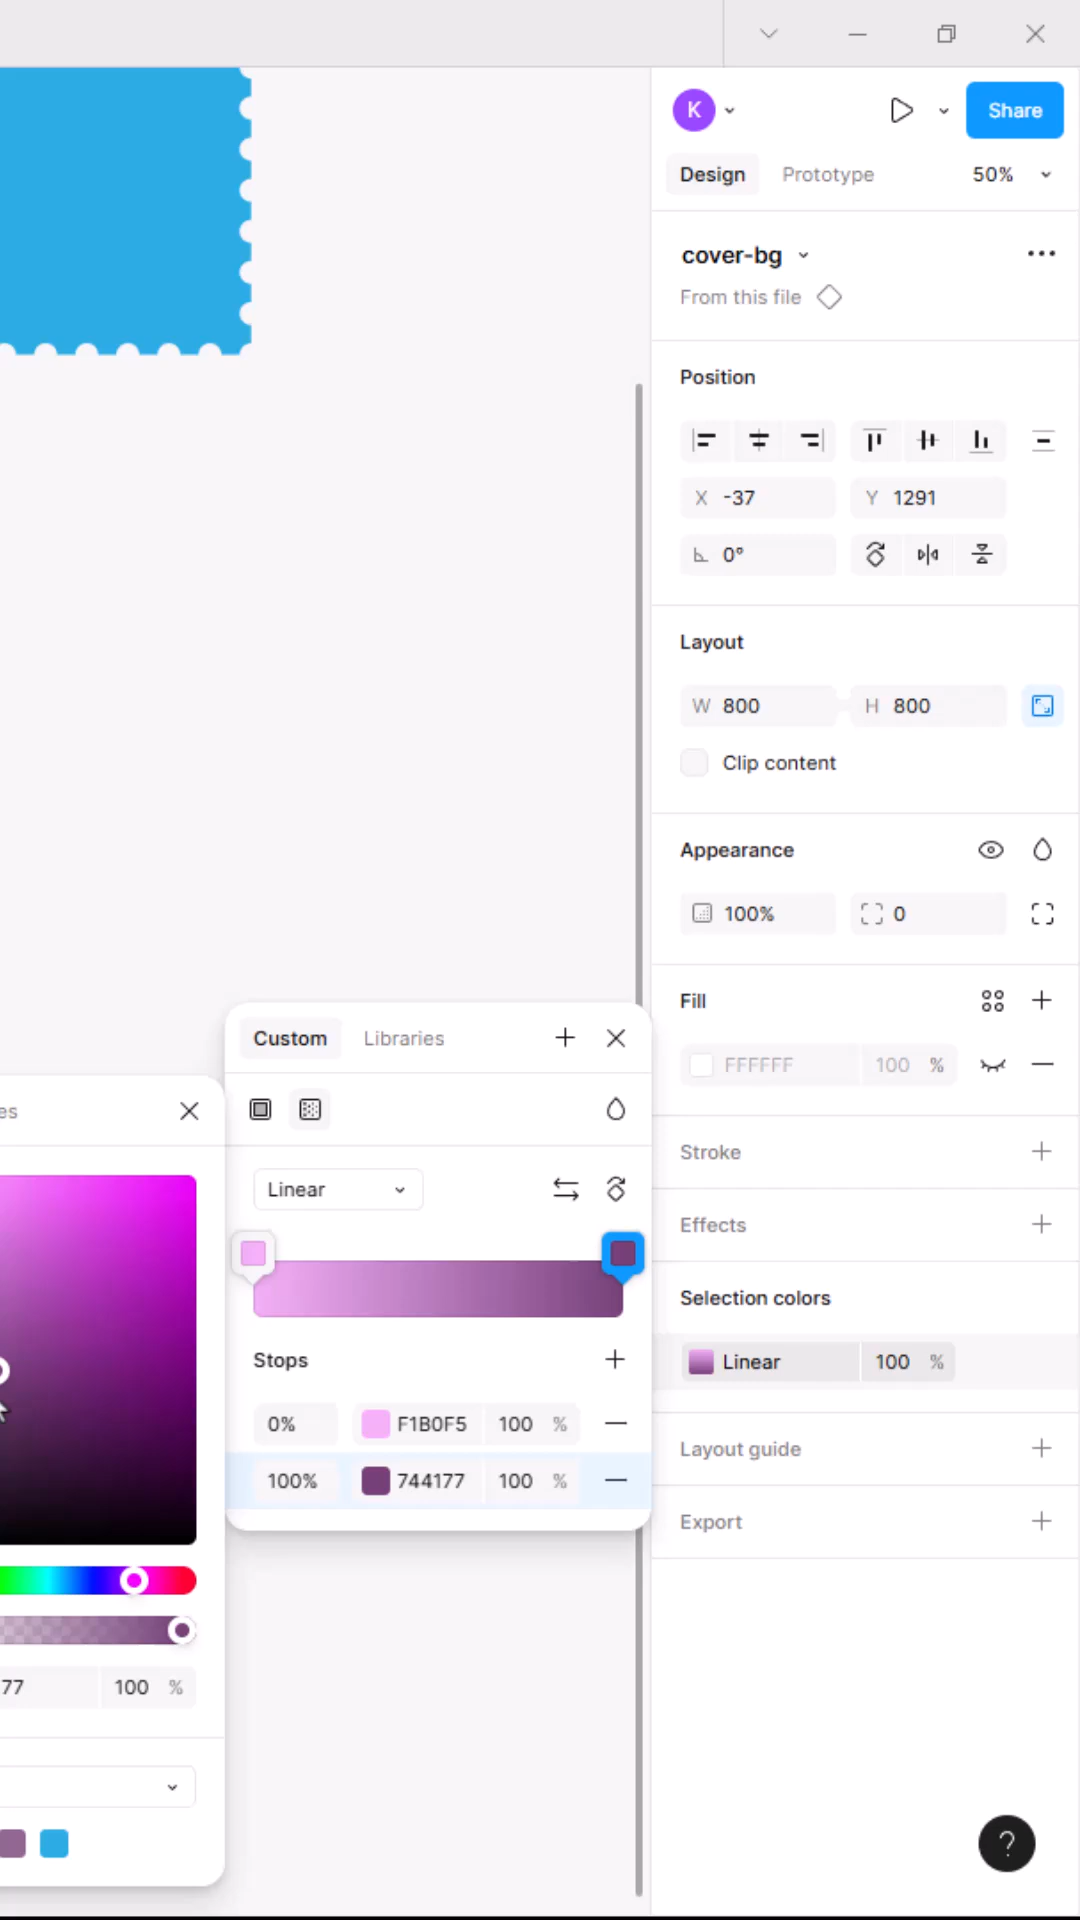 K
Share
Design Prototype 50%
cover-bg
From this file
Position
X -37 Y 1291
0°
Layout
W 800 H 800
Clip content
Appearance
100% 0
Fill
FFFFFF 100 %
Stroke
Effects
Selection colors
Linear 100 %
Layout guide
Export
Custom Libraries
Linear
Stops
0% F1B0F5 100 %
100% 744177 100 %
es
77 100 %
?